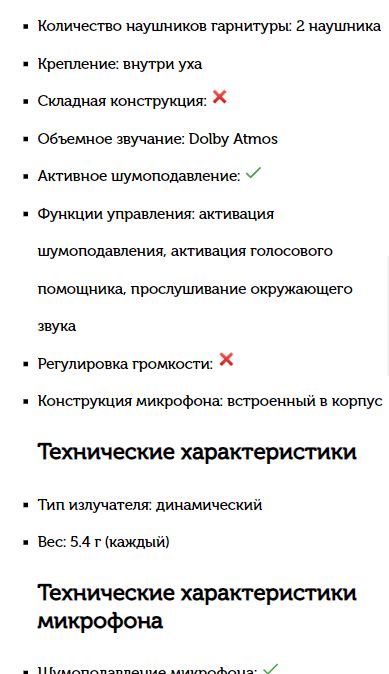 Количество наушников гарнитуры: 2 наушника
Крепление: внутри уха
Складная конструкция: ❌
Объемное звучание: Dolby Atmos
Активное шумоподавление: ✓
Функции управления: активация
шумоподавления, активация голосового
помощника, прослушивание окружающего
звука
Регулировка громкости: ❌
Конструкция микрофона: встроенный в корпус
Технические характеристики
Тип излучателя: динамический
Вес: 5.4 г (каждый)
Технические характеристики
микрофона
Шумоподавление микрофона: ✓